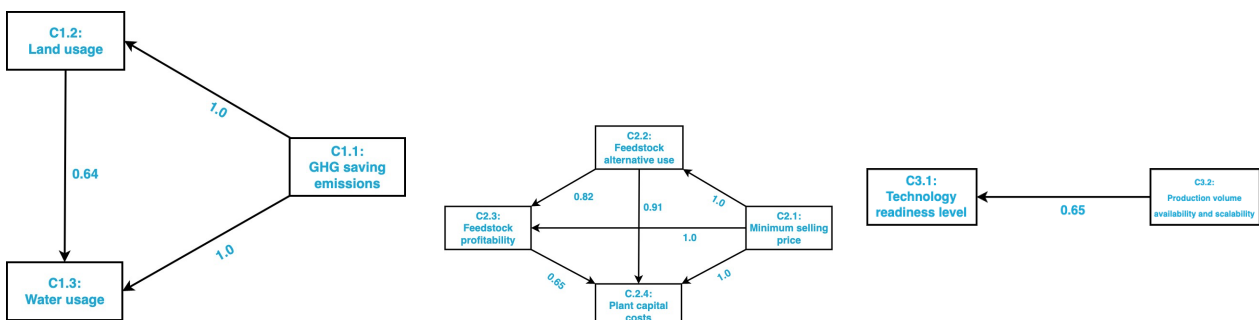 C1.2:
Land usage
1.0
C1.1:
GHG saving
emissions
0.64
1.0
C1.3:
Water usage
C2.2:
Feedstock
alternative use
0.82
0.91
1.0
C2.3:
Feedstock
profitability
C2.1:
Minimum selling
price
1.0
0.65
1.0
C.2.4:
Plant capital
costs
C3.1:
Technology
readiness level
0.65
C3.2:
Production volume
availability and scalability